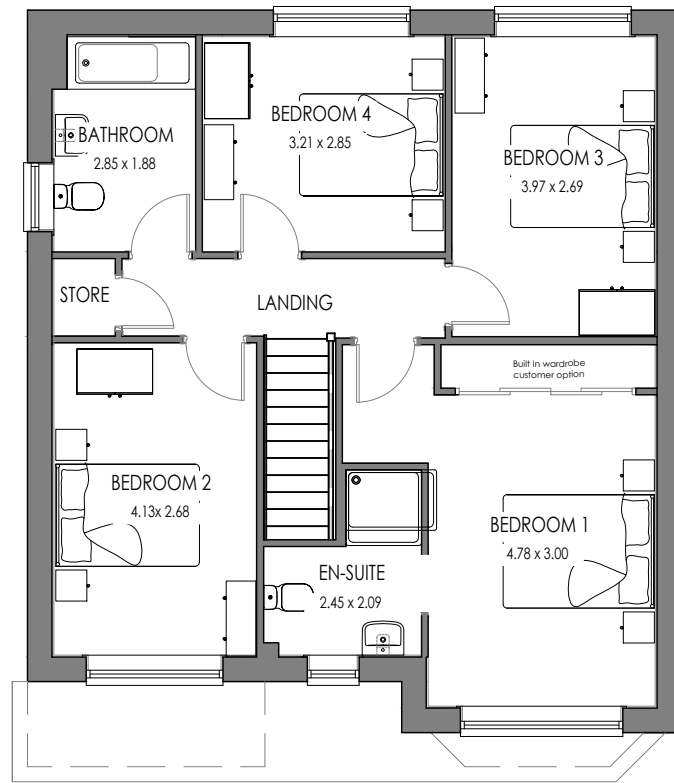 BATHROOM
2.85 x 1.88
BEDROOM 4
3.21 x 2.85
BEDROOM 3
3.97 x 2.69
STORE
LANDING
Built In wardrobe
customer option
BEDROOM 2
4.13x 2.68
BEDROOM 1
4.78 x 3.00
EN-SUITE
2.45 x 2.09